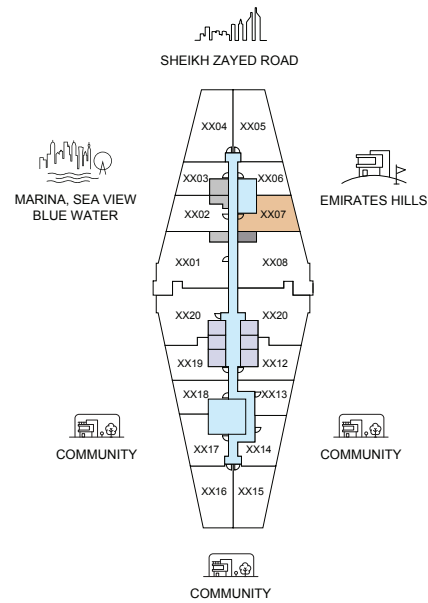 SHEIKH ZAYED ROAD
XX04 XX05
XX03 XX06
MARINA, SEA VIEW
BLUE WATER
EMIRATES HILLS
XX02 XX07
XX01 XX08
XX20 XX20
XX19 XX12
XX18 XX13
XX17 XX14
COMMUNITY
COMMUNITY
XX16 XX15
COMMUNITY